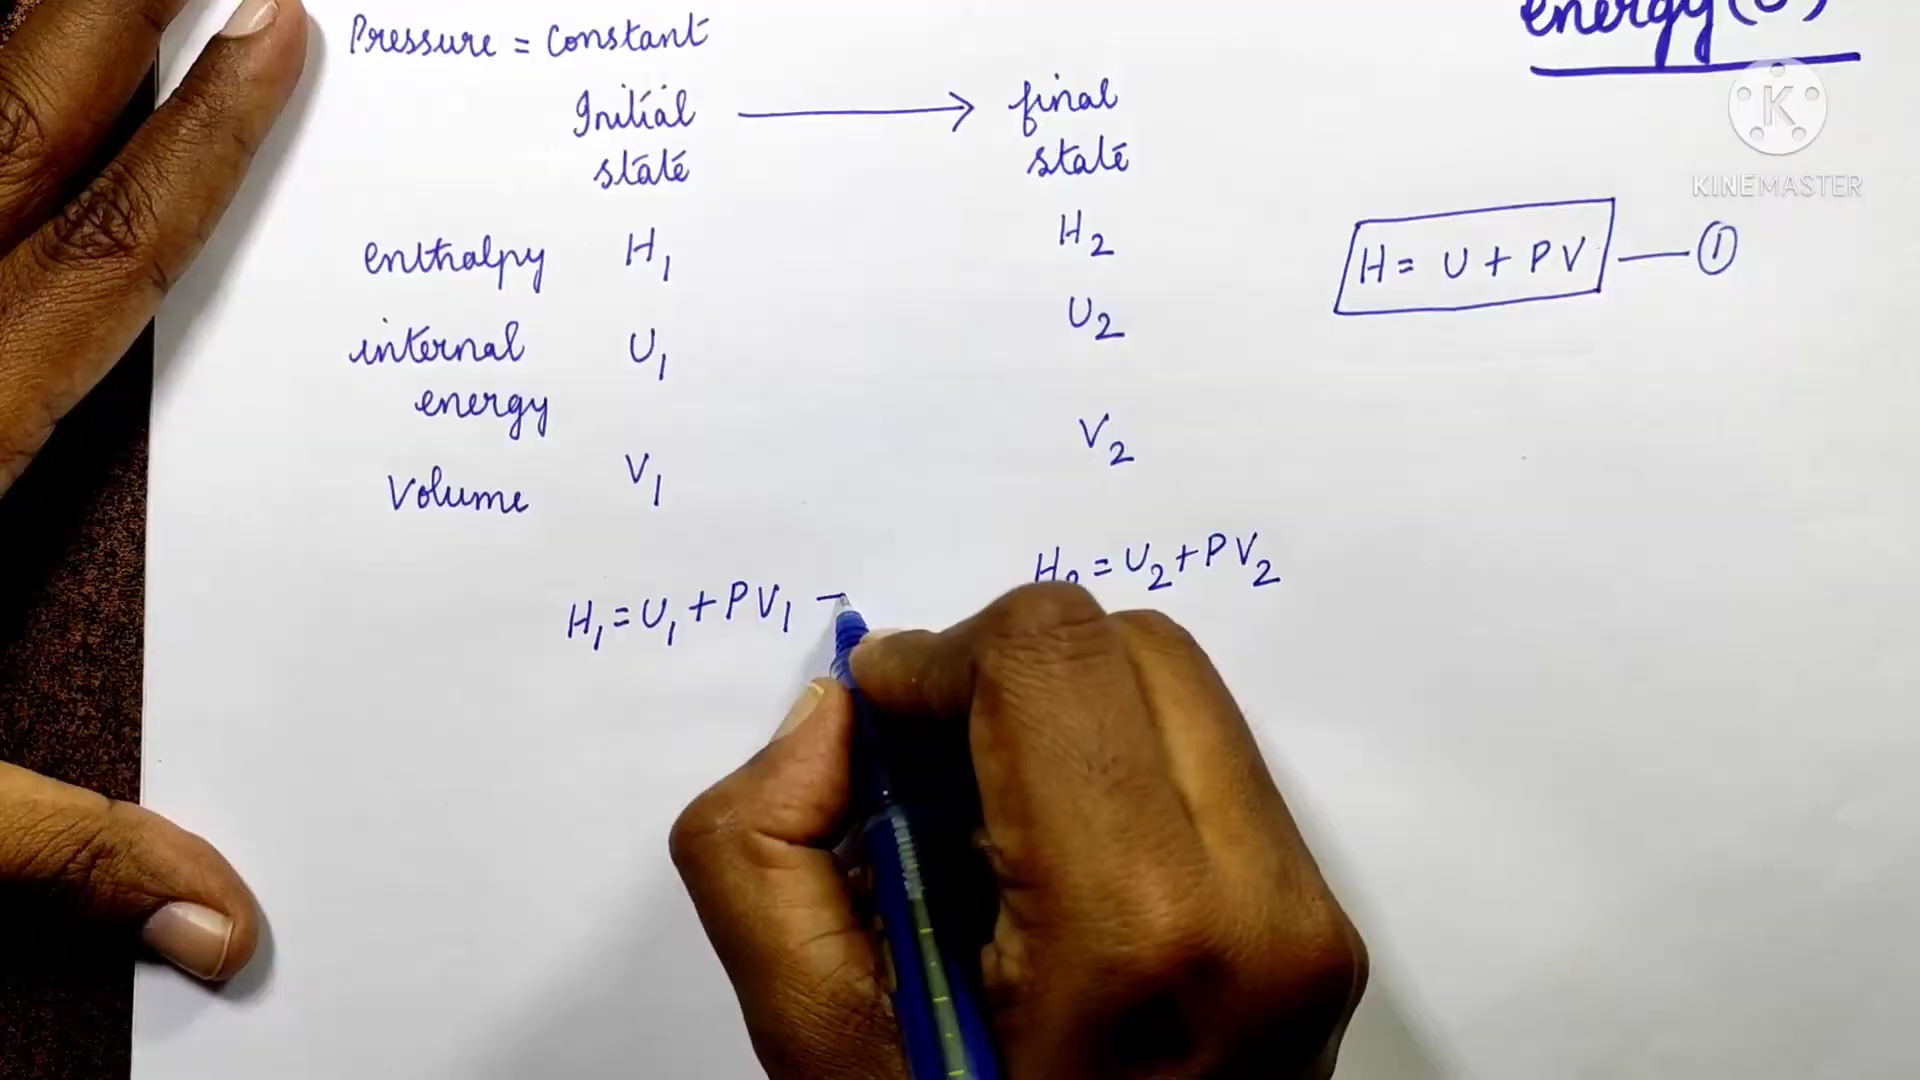 energy (U)
Pressure = Constant
Initial → final
state state
KINEMASTER
enthalpy H₁ H₂
H = U + PV — ①
internal U₁ U₂
energy
Volume V₁ V₂
H₂ = U₂ + PV₂
H₁ = U₁ + PV₁ —